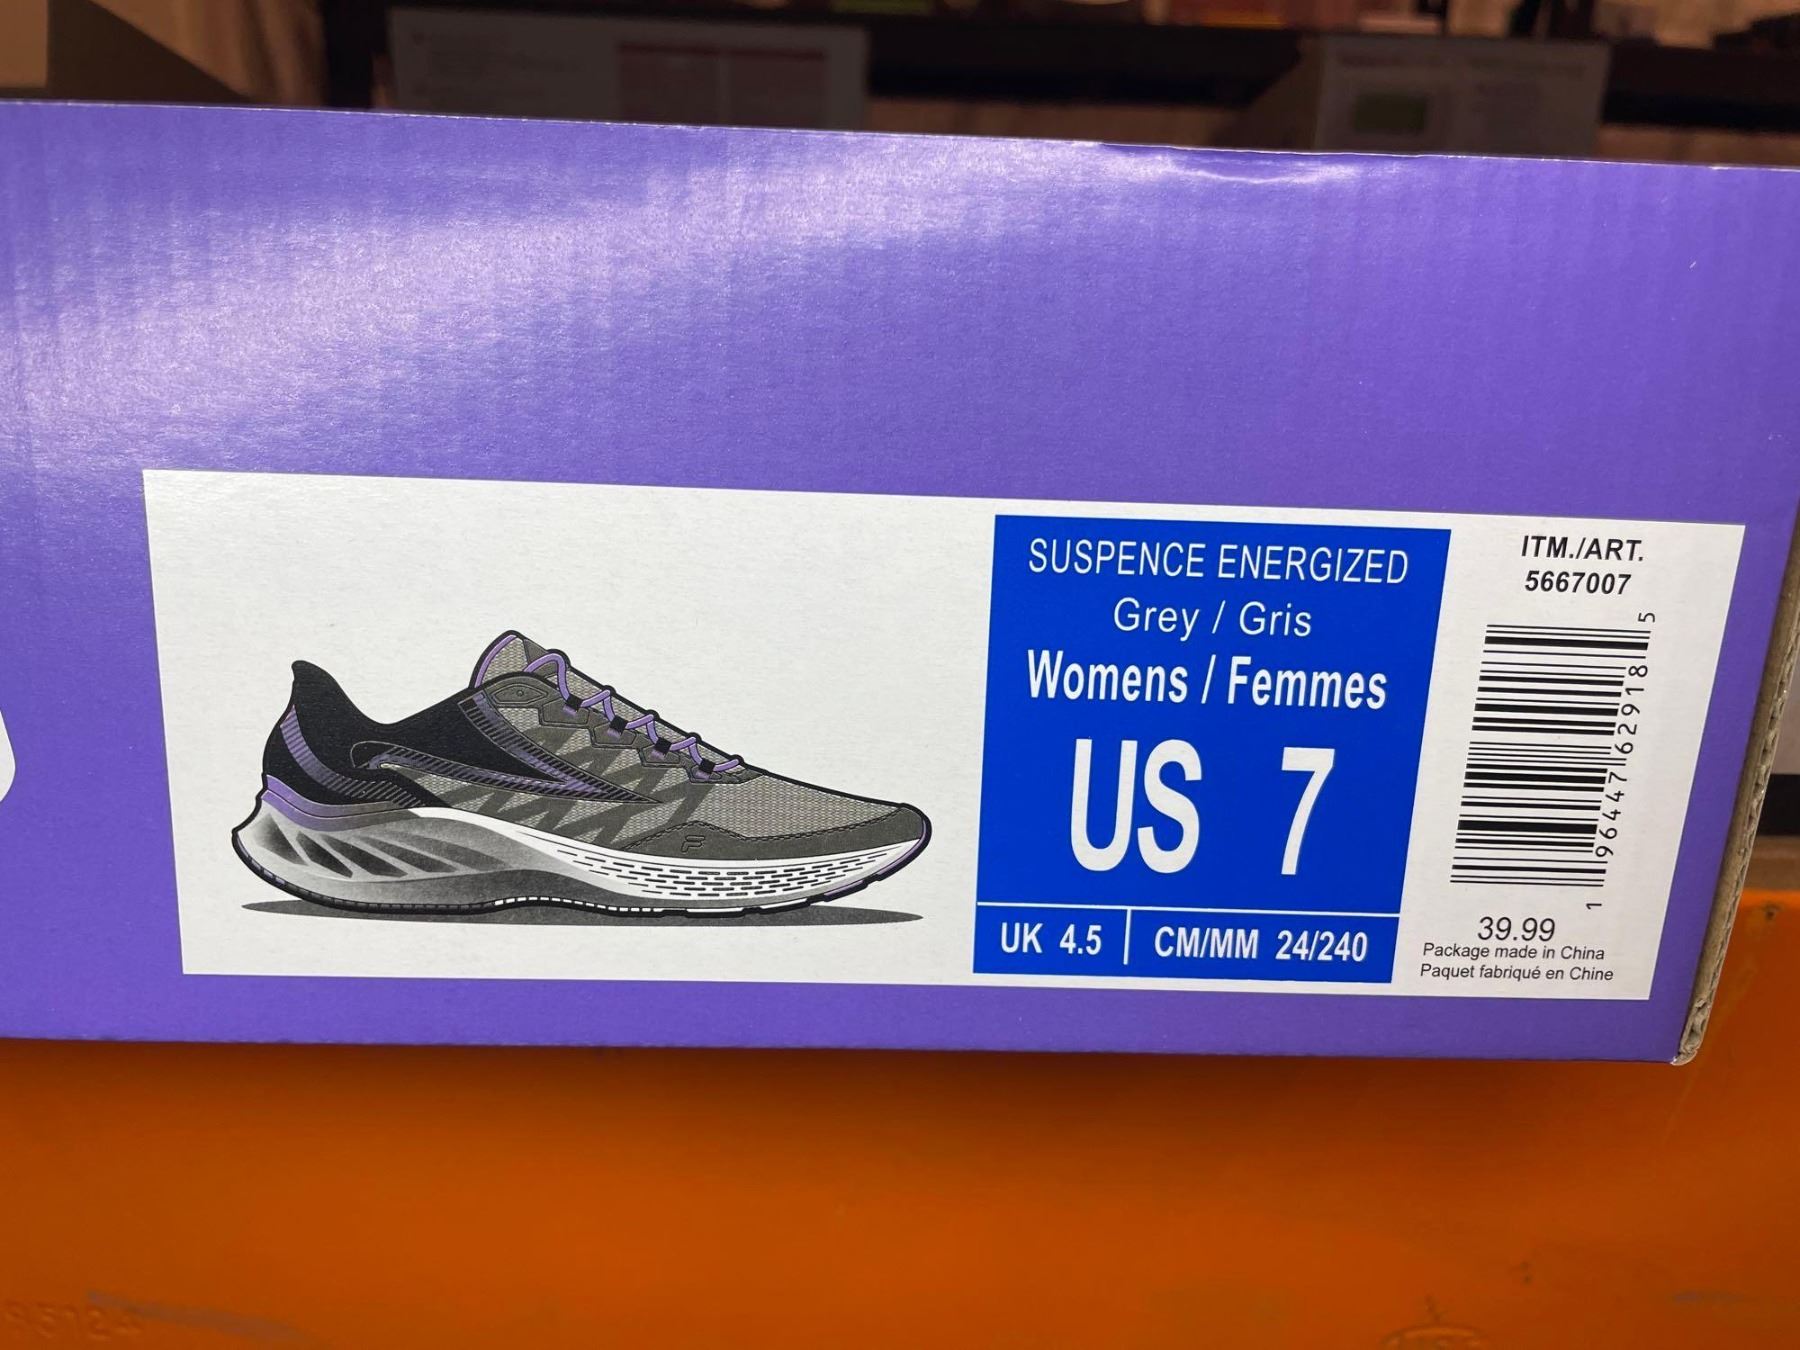 SUSPENCE ENERGIZED
Grey / Gris
Womens / Femmes
US 7
UK 4.5 | CM/MM 24/240
ITM./ART.
5667007
1 96447 62918 5
39.99
Package made in China
Paquet fabriqué en Chine